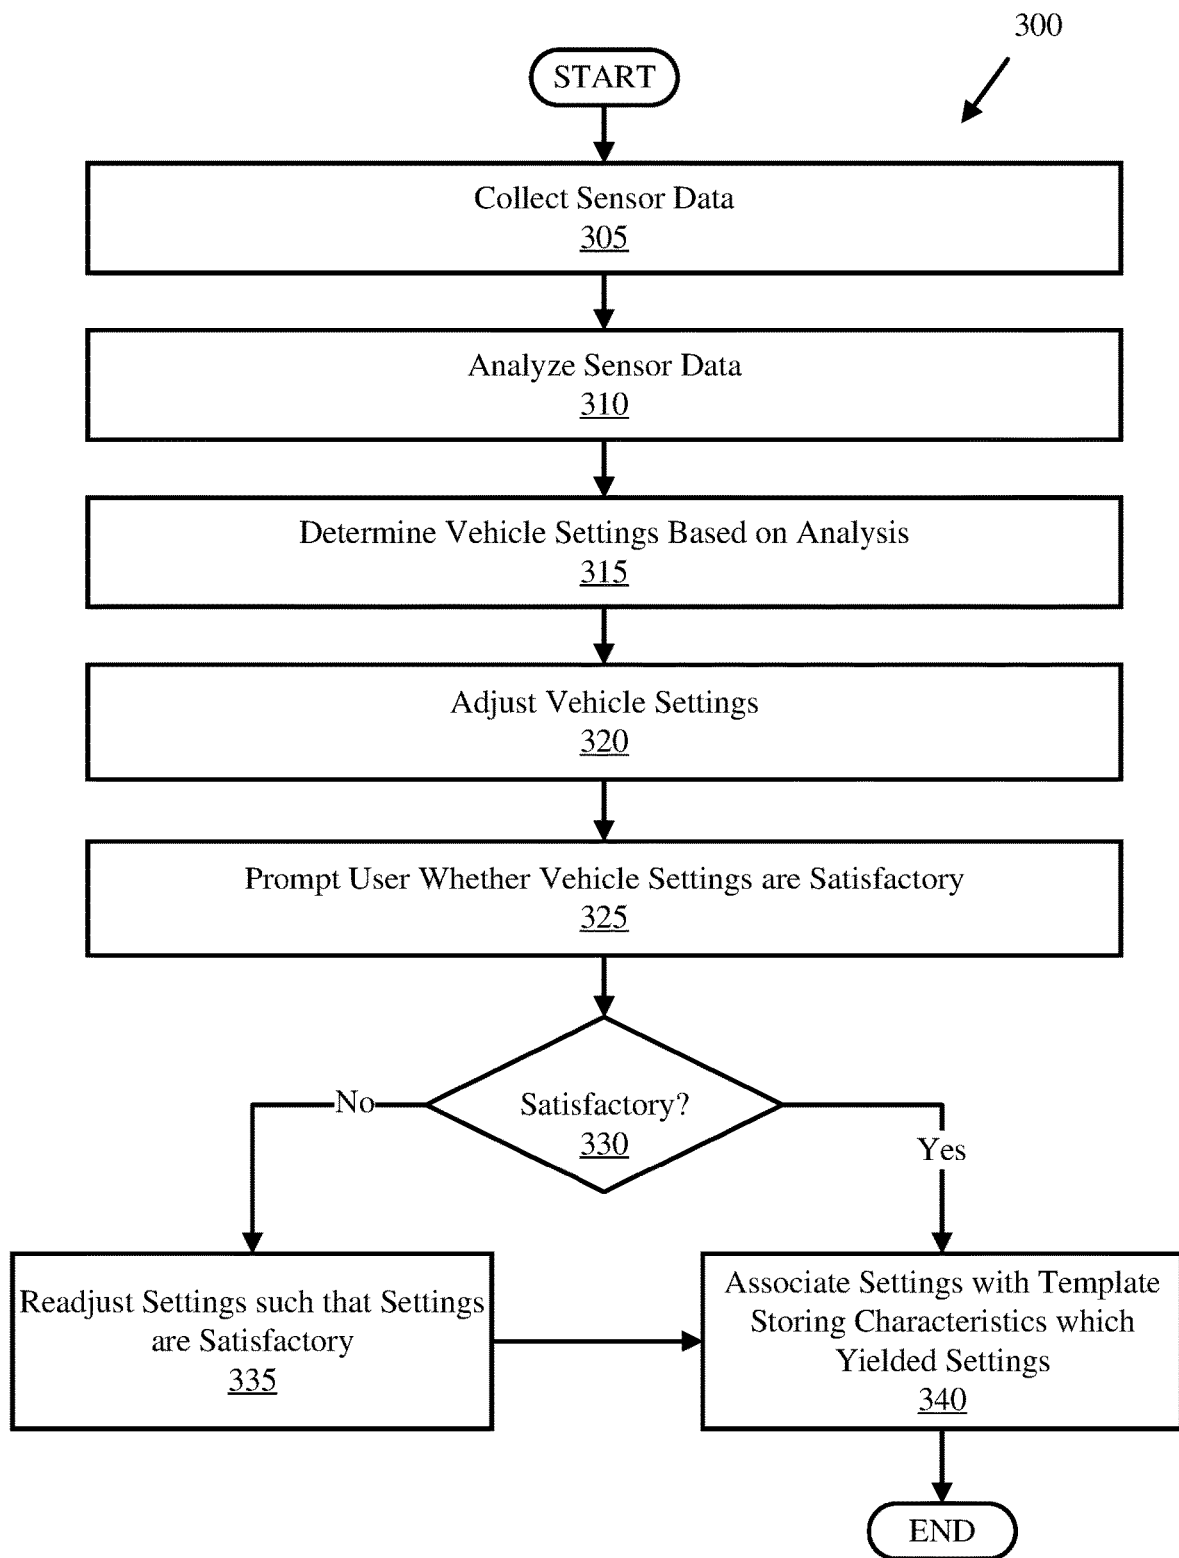 300
START
Collect Sensor Data
305
Analyze Sensor Data
310
Determine Vehicle Settings Based on Analysis
315
Adjust Vehicle Settings
320
Prompt User Whether Vehicle Settings are Satisfactory
325
Satisfactory?
330
No
Yes
Readjust Settings such that Settings
are Satisfactory
335
Associate Settings with Template
Storing Characteristics which
Yielded Settings
340
END